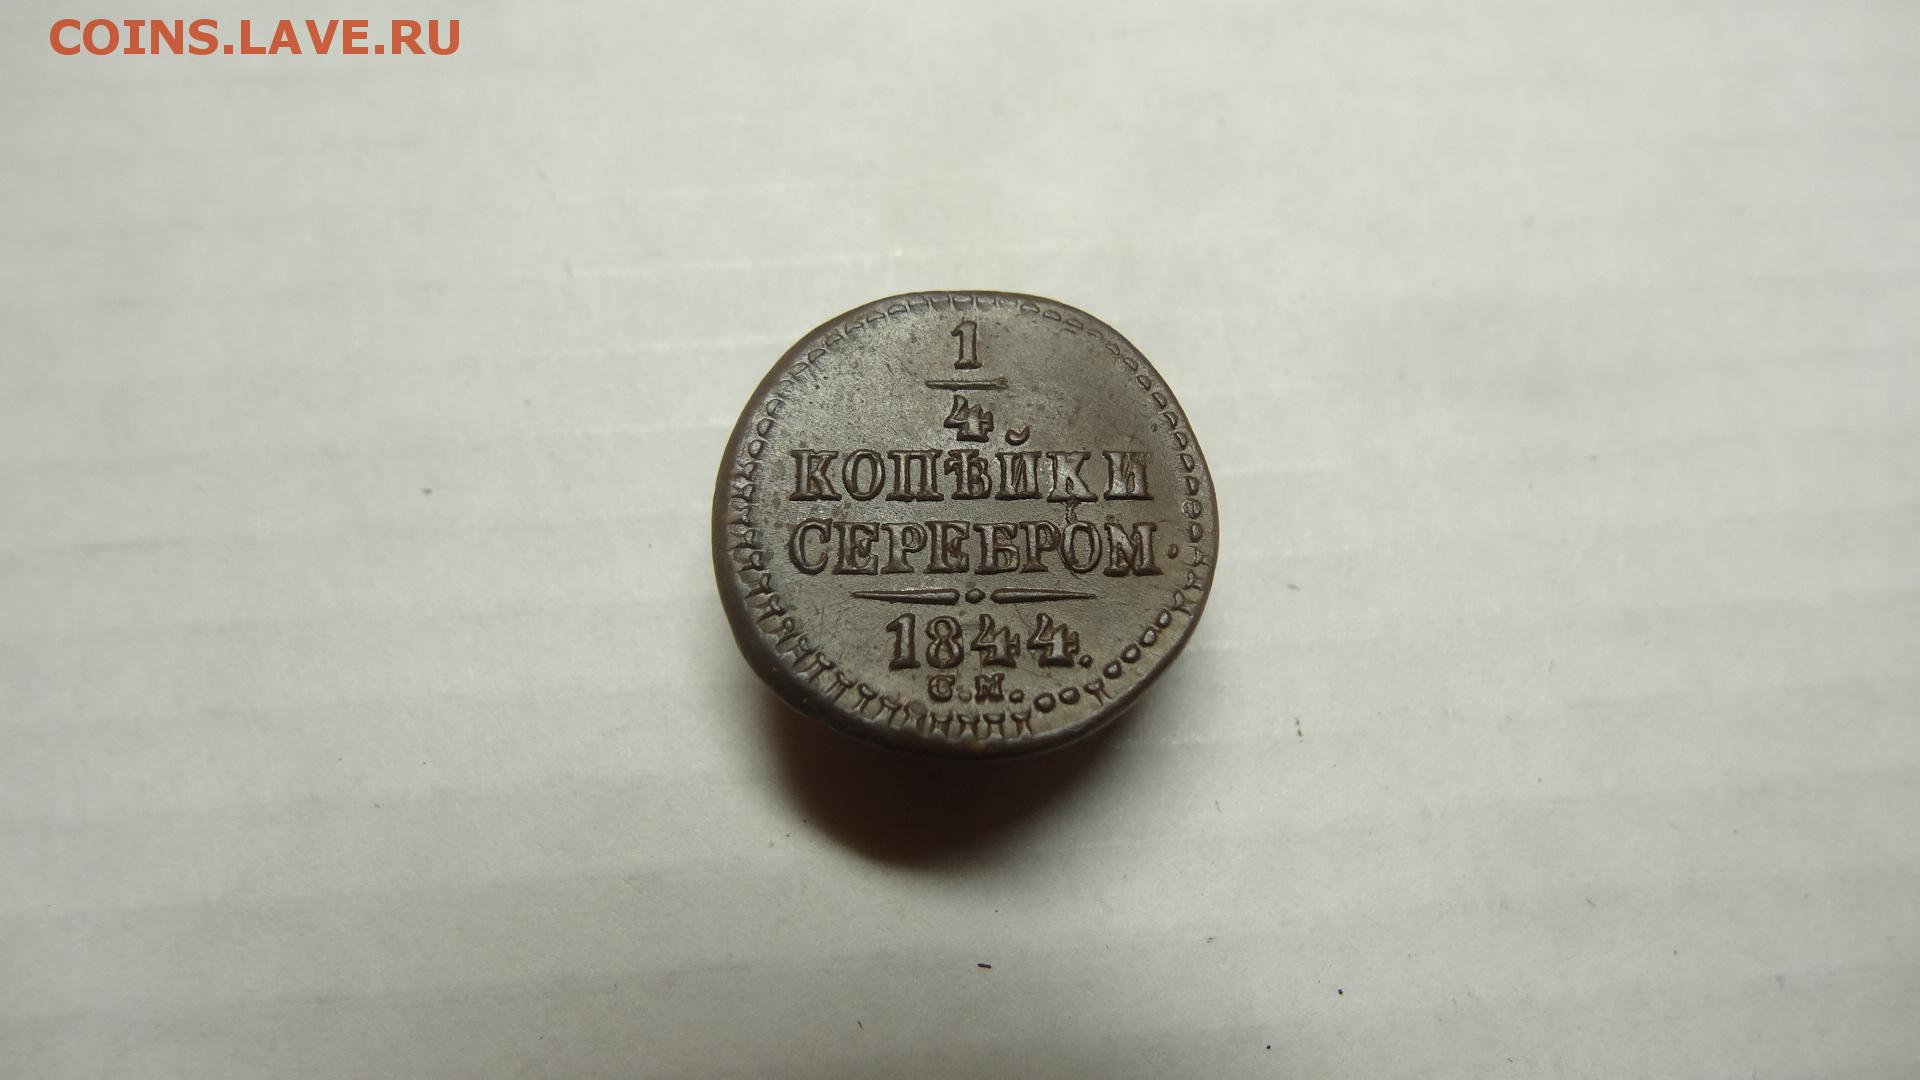 COINS.LAVE.RU
1
4
КОПѢЙКИ
СЕРЕБРОМ.
1844.
С.М.